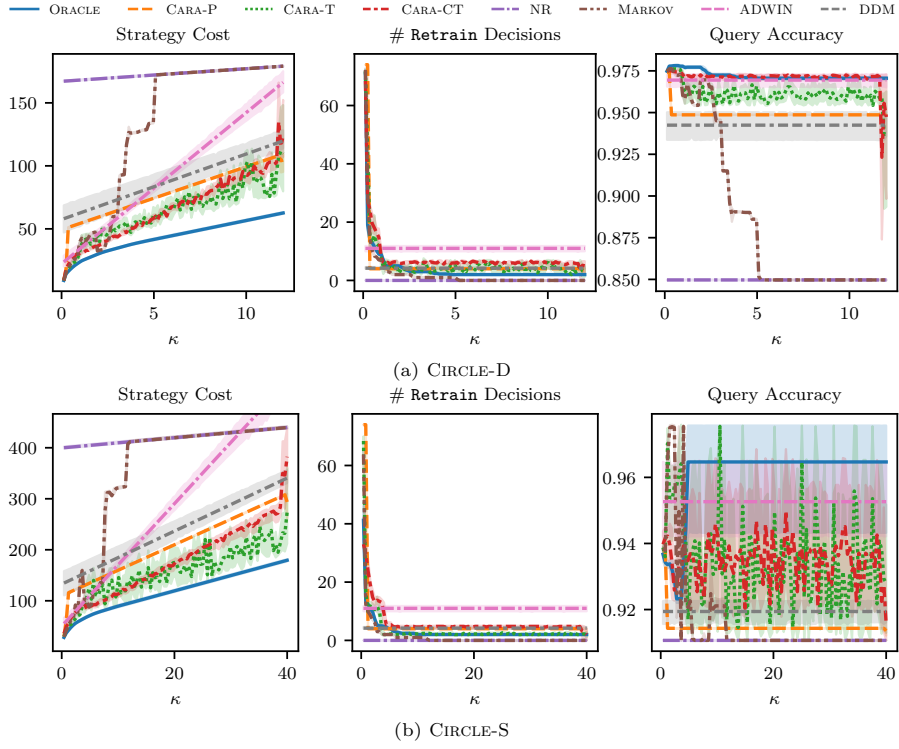 ORACLE CARA-P CARA-T CARA-CT NR MARKOV ADWIN DDM
Strategy Cost # Retrain Decisions Query Accuracy
150
100
50
0 5 10
κ
80
60
40
20
0
0 5 10
κ
0.975
0.950
0.925
0.900
0.875
0.850
0 5 10
κ
(a) CIRCLE-D
Strategy Cost # Retrain Decisions Query Accuracy
400
300
200
100
0 20 40
κ
60
40
20
0
0 20 40
κ
0.96
0.94
0.92
0 20 40
κ
(b) CIRCLE-S